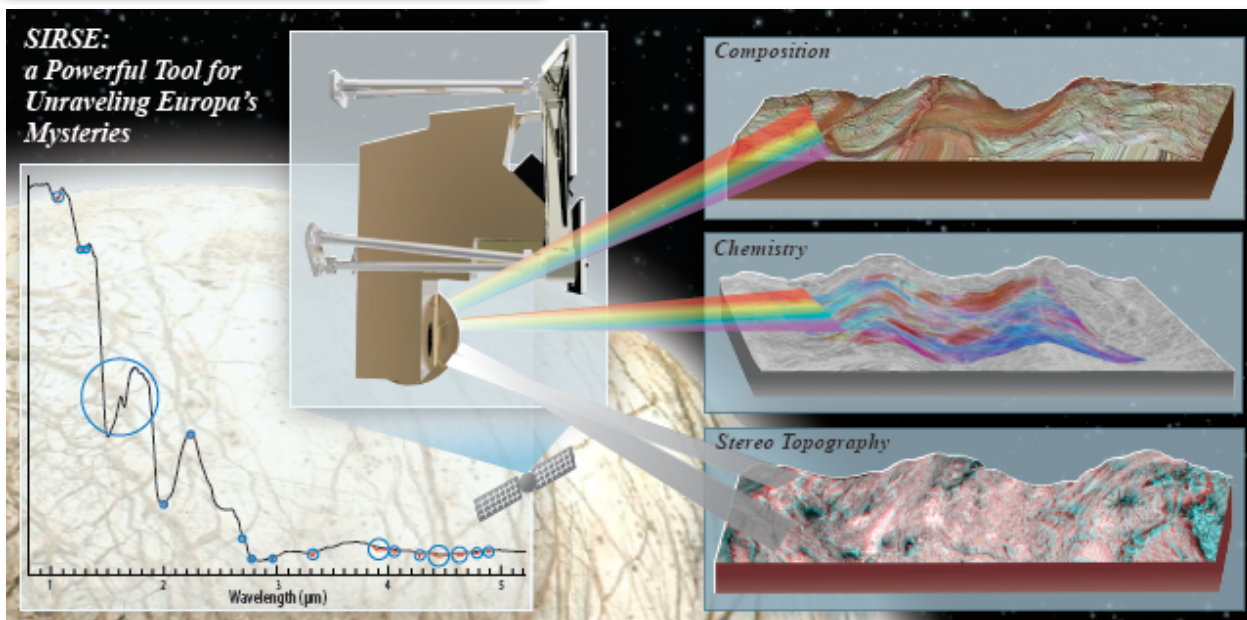 SIRSE:
a Powerful Tool for
Unraveling Europa's
Mysteries
1 2 3 4 5
Wavelength (μm)
Composition
Chemistry
Stereo Topography